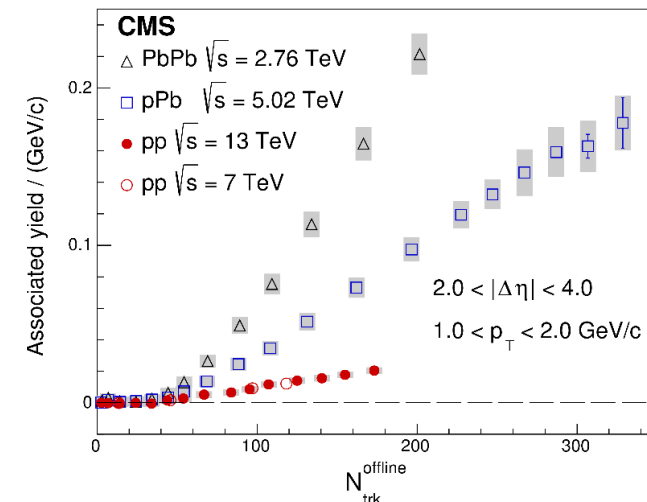 CMS
PbPb √s = 2.76 TeV
pPb √s = 5.02 TeV
pp √s = 13 TeV
pp √s = 7 TeV
2.0 < |Δη| < 4.0
1.0 < p_T < 2.0 GeV/c
Associated yield / (GeV/c)
0.2
0.1
0
0 100 200 300
N_trk^offline